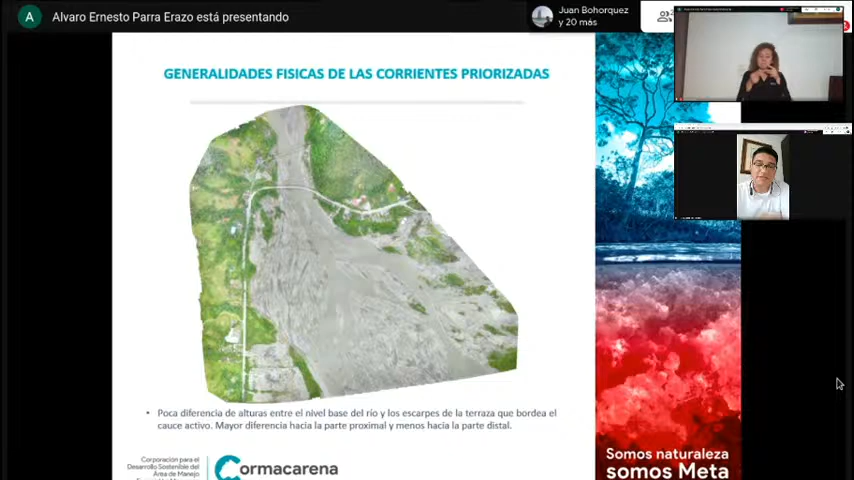 A
Alvaro Ernesto Parra Erazo está presentando
Juan Bohorquez
y 20 más
GENERALIDADES FISICAS DE LAS CORRIENTES PRIORIZADAS
• Poca diferencia de alturas entre el nivel base del río y los escarpes de la terraza que bordea el
cauce activo. Mayor diferencia hacia la parte proximal y menos hacia la parte distal.
Corporación para el
Desarrollo Sostenible del
Área de Manejo
Cormacarena
Somos naturaleza
somos Meta